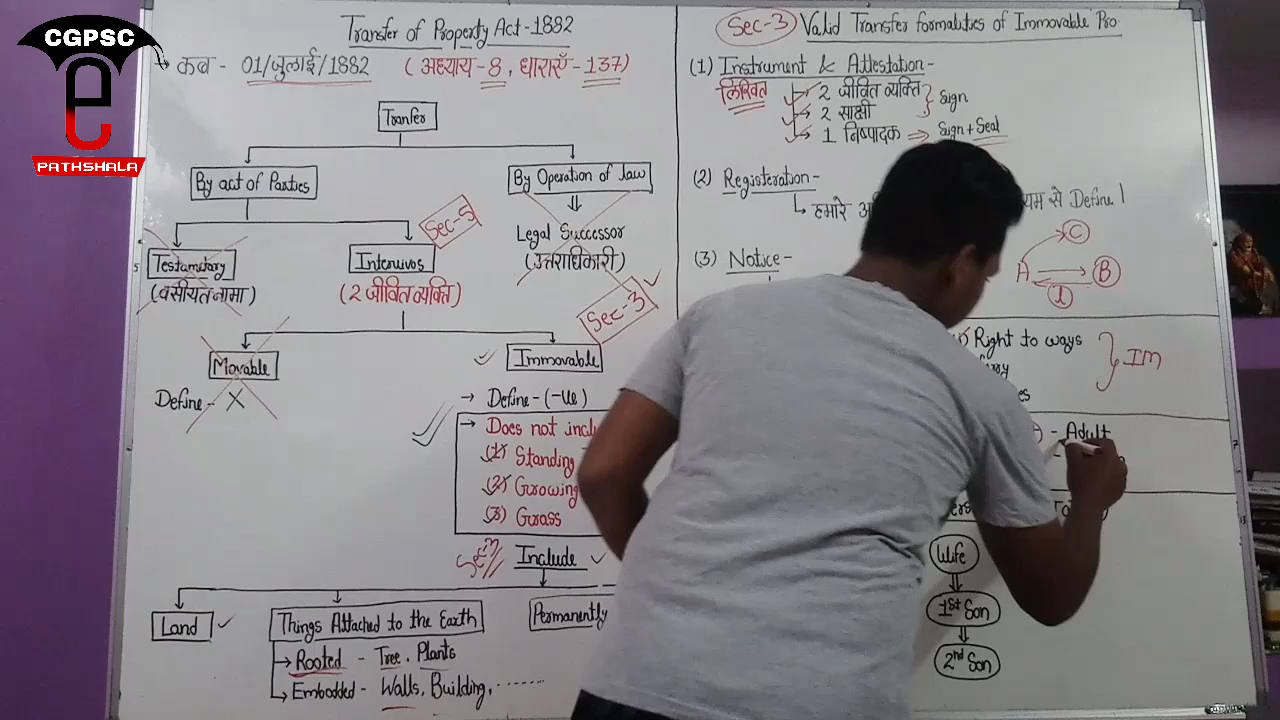 CGPSC
PATHSHALA
Transfer of Property Act - 1882
कब - 01/जुलाई/1882 (अध्याय - 8, धाराएँ - 137)
Tranfer
By act of Parties
By Operation of law
Sec-5
Legal Successor
(उत्तराधिकारी)
Testamutory
(वसीयतनामा)
Intervivos
(2 जीवित व्यक्ति)
Sec-3
Movable
Define - X
Immovable
→ Define - (-ve)
→ Does not inclu
(1) Standing
(2) Growing
(3) Grass
Include
Land
Things Attached to the Earth
Permanently
→ Rooted - Tree, Plants
→ Embodded - Walls, Building, ......
Sec-3 Valid Transfer formalities of Immovable Pro.
(1) Instrument & Attestation -
लिखित
2 जीवित व्यक्ति
2 साक्षी
Sign
1 निष्पादक ⇒ Sign + Seal
(2) Registeration -
हमारे
यम से Define |
(3) Notice -
A
B
C
1
Right to ways
IM
- Adult
Wife
1st Son
2nd Son